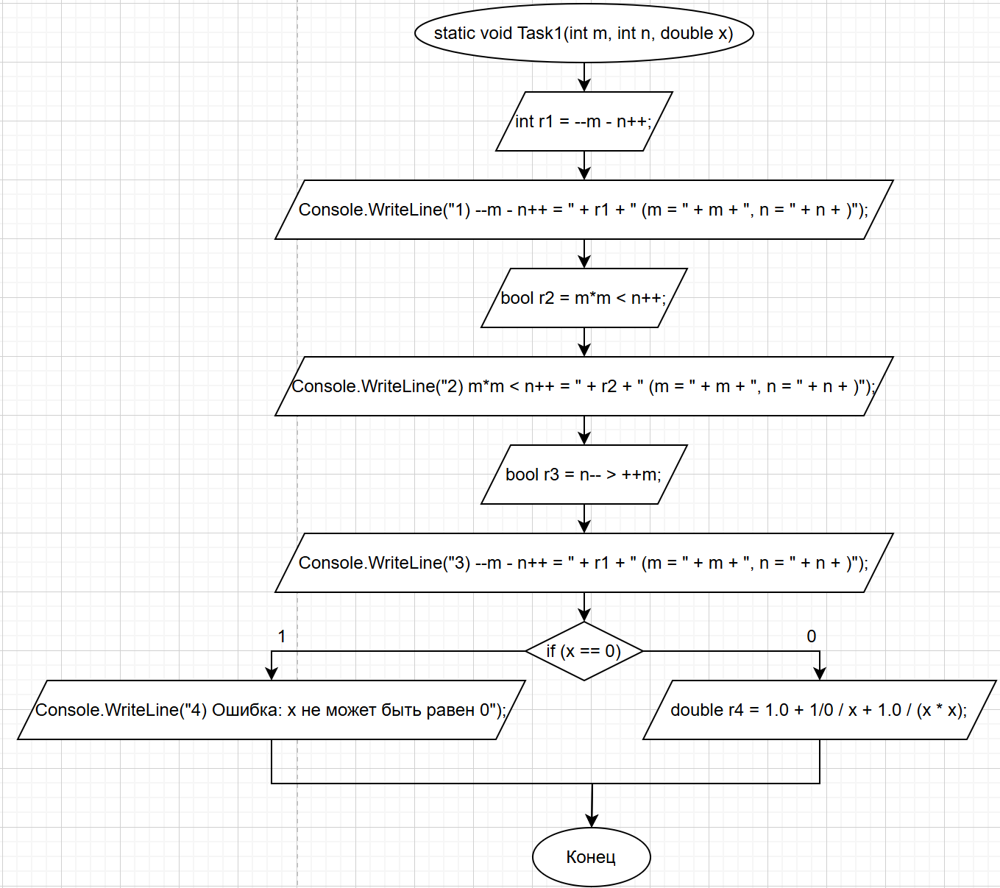 static void Task1(int m, int n, double x)
int r1 = --m - n++;
Console.WriteLine("1) --m - n++ = " + r1 + " (m = " + m + ", n = " + n + )");
bool r2 = m*m < n++;
Console.WriteLine("2) m*m < n++ = " + r2 + " (m = " + m + ", n = " + n + )");
bool r3 = n-- > ++m;
Console.WriteLine("3) --m - n++ = " + r1 + " (m = " + m + ", n = " + n + )");
1
0
if (x == 0)
Console.WriteLine("4) Ошибка: x не может быть равен 0");
double r4 = 1.0 + 1/0 / x + 1.0 / (x * x);
Конец